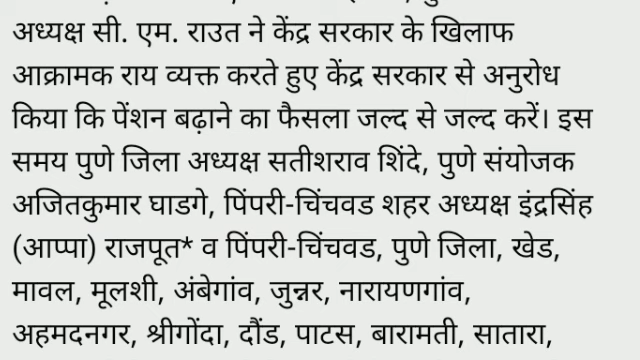 अध्यक्ष सी. एम. राउत ने केंद्र सरकार के खिलाफ
आक्रामक राय व्यक्त करते हुए केंद्र सरकार से अनुरोध
किया कि पेंशन बढ़ाने का फैसला जल्द से जल्द करें। इस
समय पुणे जिला अध्यक्ष सतीशराव शिंदे, पुणे संयोजक
अजितकुमार घाडगे, पिंपरी-चिंचवड शहर अध्यक्ष इंद्रसिंह
(आप्पा) राजपूत* व पिंपरी-चिंचवड, पुणे जिला, खेड,
मावल, मूलशी, अंबेगांव, जुन्नर, नारायणगांव,
अहमदनगर, श्रीगोंदा, दौंड, पाटस, बारामती, सातारा,